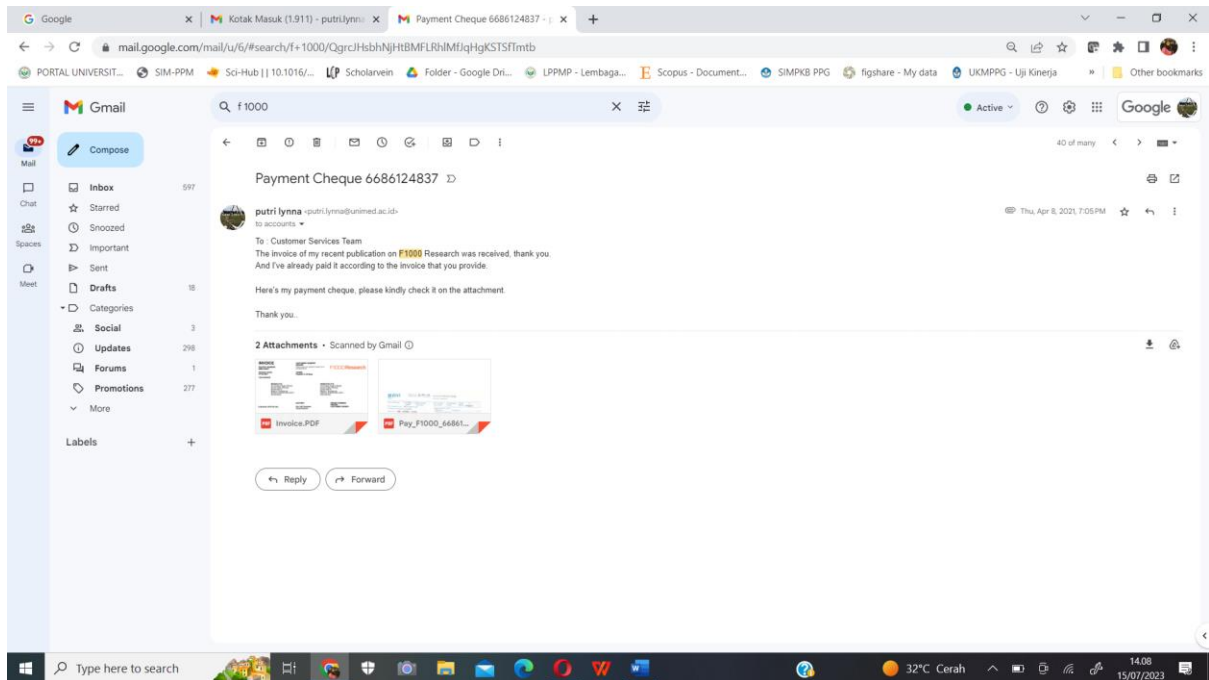 Google
Kotak Masuk (1.911) - putri.lynna
Payment Cheque 6686124837 - p
mail.google.com/mail/u/6/#search/f+1000/QgrcJHsbhNjHtBMFLRhlMfJqHgKSTSfTmtb
PORTAL UNIVERSIT...
SIM-PPM
Sci-Hub || 10.1016/...
Scholarvein
Folder - Google Dri...
LPPMP - Lembaga...
Scopus - Document...
SIMPKB PPG
figshare - My data
UKMPPG - Uji Kinerja
Other bookmarks
Gmail
f 1000
Active
Google
99+
Mail
Chat
Spaces
Meet
Compose
Inbox 597
Starred
Snoozed
Important
Sent
Drafts 18
Categories
Social 3
Updates 298
Forums 1
Promotions 277
More
Labels
40 of many
Payment Cheque 6686124837
putri lynna <putri.lynna@unimed.ac.id>
Thu, Apr 8, 2021, 7:05 PM
to accounts
To : Customer Services Team
The invoice of my recent publication on F1000 Research was received, thank you.
And I've already paid it according to the invoice that you provide.
Here's my payment cheque, please kindly check it on the attachment.
Thank you..
2 Attachments • Scanned by Gmail
INVOICE
F1000Research
PDF Invoice.PDF
PDF Pay_F1000_66861...
Reply
Forward
Type here to search
32°C Cerah
14.08
15/07/2023